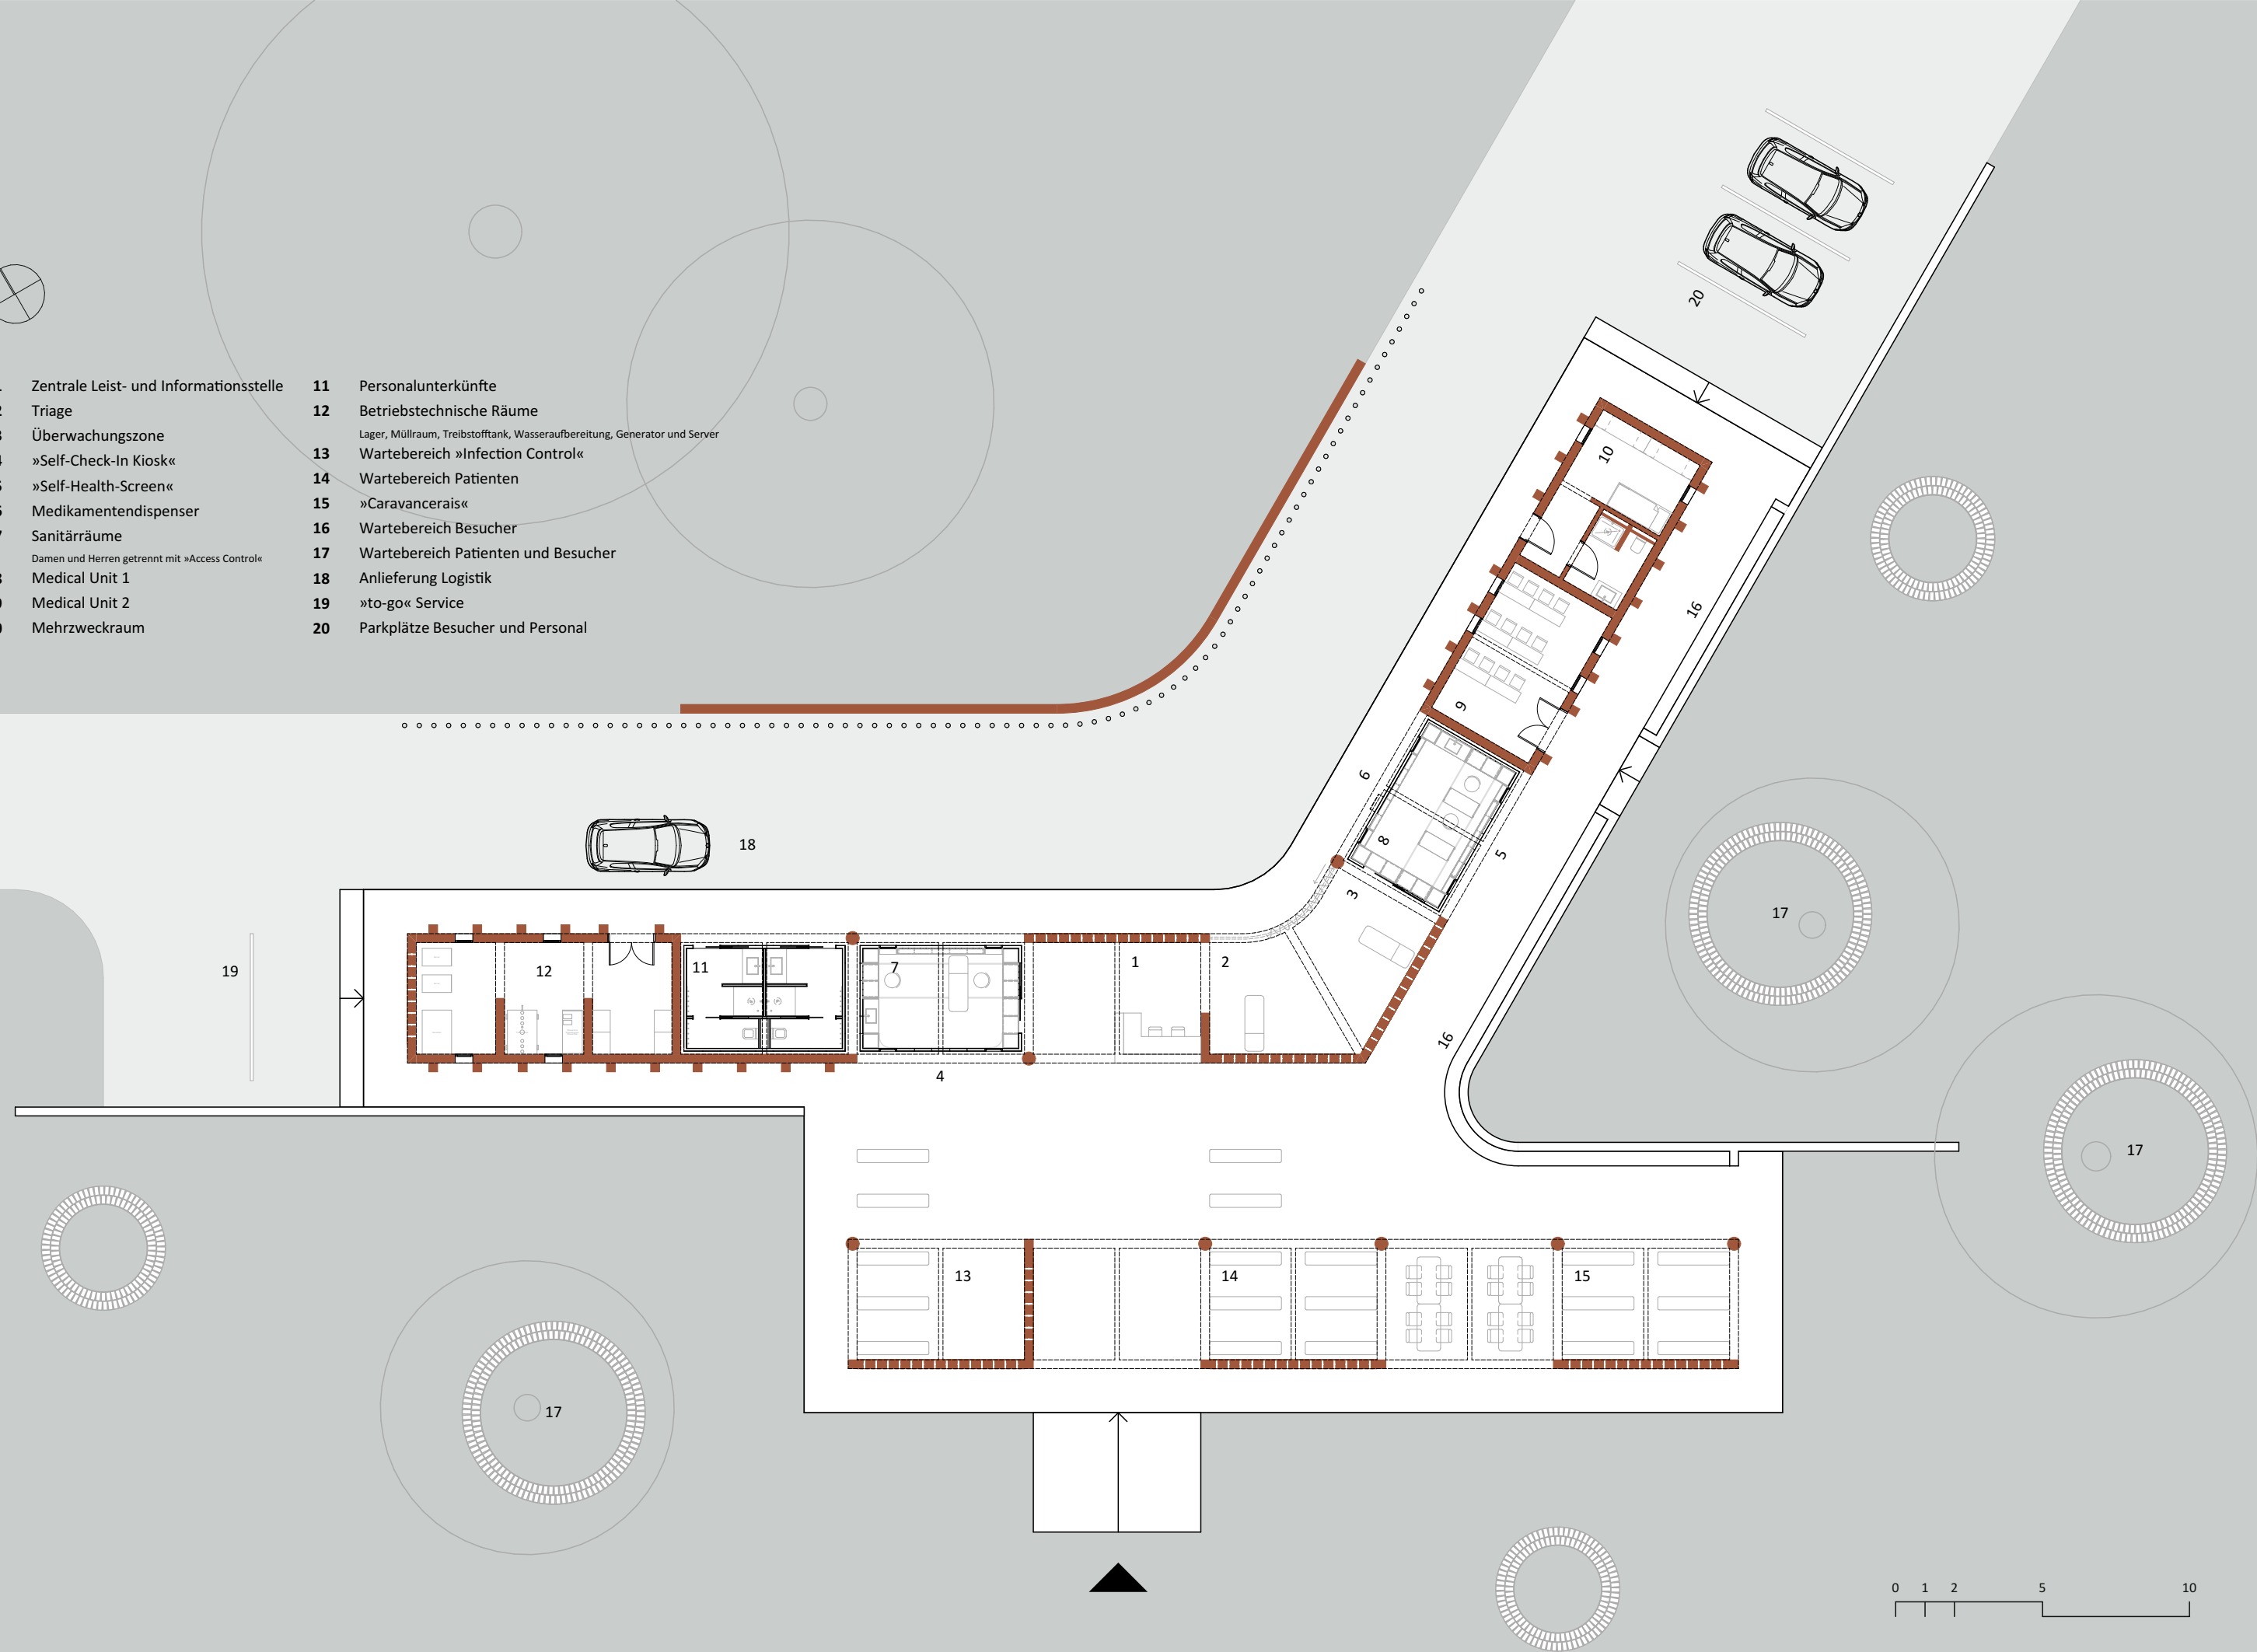 Zentrale Leist- und Informationsstelle
Triage
Überwachungszone
»Self-Check-In Kiosk«
»Self-Health-Screen«
Medikamentendispenser
Sanitärräume
Damen und Herren getrennt mit »Access Control«
Medical Unit 1
Medical Unit 2
Mehrzweckraum
11 Personalunterkünfte
12 Betriebstechnische Räume
Lager, Müllraum, Treibstofftank, Wasseraufbereitung, Generator und Server
13 Wartebereich »Infection Control«
14 Wartebereich Patienten
15 »Caravancerais«
16 Wartebereich Besucher
17 Wartebereich Patienten und Besucher
18 Anlieferung Logistik
19 »to-go« Service
20 Parkplätze Besucher und Personal
20
10
16
9
6
8
5
3
18
19
12
11
7
1
2
4
16
17
17
13
14
15
17
0 1 2 5 10